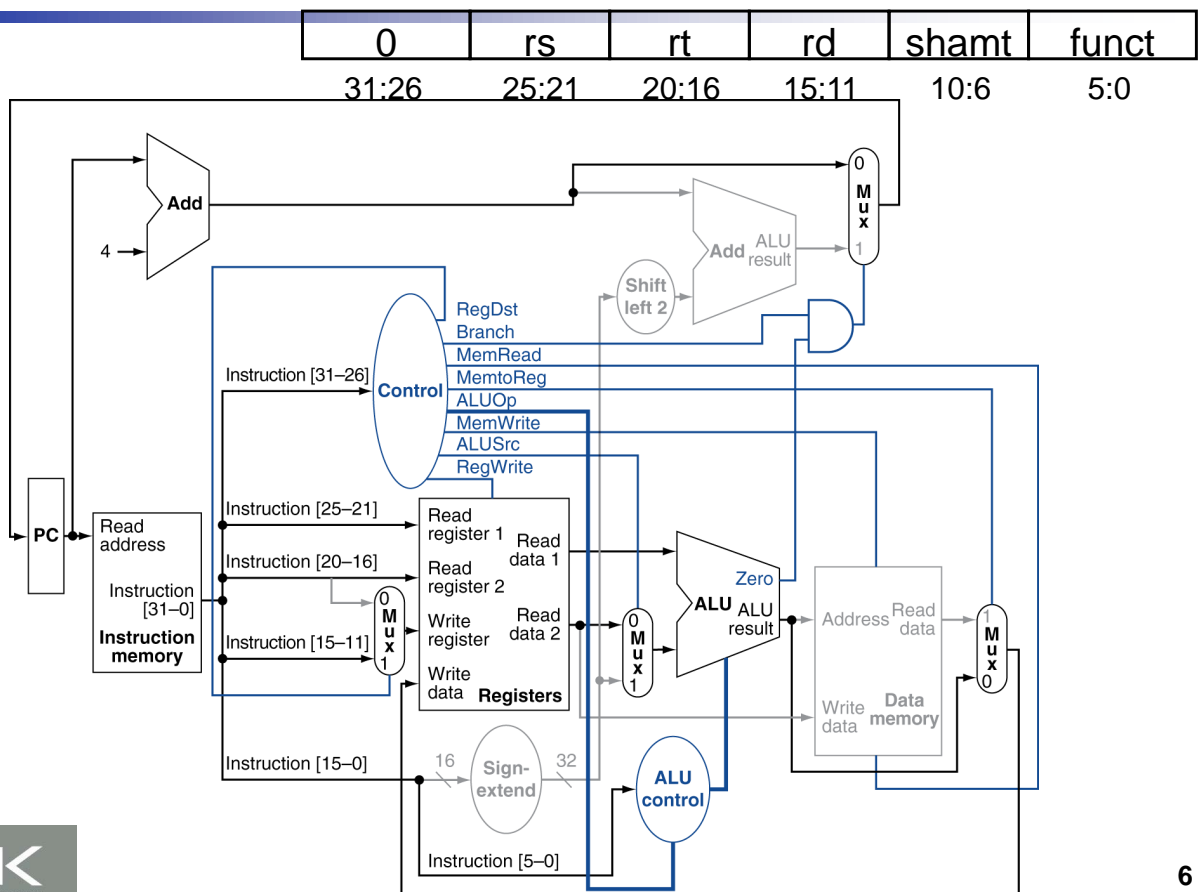 0 rs rt rd shamt funct
31:26 25:21 20:16 15:11 10:6 5:0
Add
4
0
Mux
1
Add ALU result
Shift left 2
RegDst
Branch
MemRead
MemtoReg
ALUOp
MemWrite
ALUSrc
RegWrite
Control
Instruction [31–26]
Instruction [25–21]
Instruction [20–16]
Instruction [15–11]
Instruction [15–0]
Instruction [5–0]
PC
Read address
Instruction [31–0]
Instruction memory
0
Mux
1
Read register 1
Read register 2
Write register
Write data
Read data 1
Read data 2
Registers
16
Sign-extend
32
0
Mux
1
Zero
ALU
ALU result
ALU control
Address
Read data
Write data
Data memory
1
Mux
0
K
6